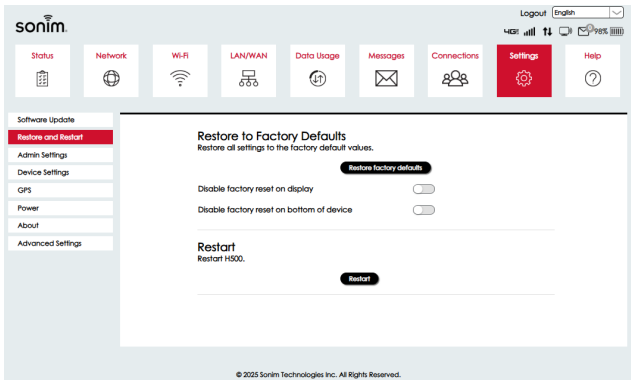 Logout English
sonim
4GE 98%
Status Network Wi-Fi LAN/WAN Data Usage Messages Connections Settings Help
Software Update
Restore and Restart
Admin Settings
Device Settings
GPS
Power
About
Advanced Settings
Restore to Factory Defaults
Restore all settings to the factory default values.
Restore factory defaults
Disable factory reset on display
Disable factory reset on bottom of device
Restart
Restart H500.
Restart
© 2025 Sonim Technologies Inc. All Rights Reserved.